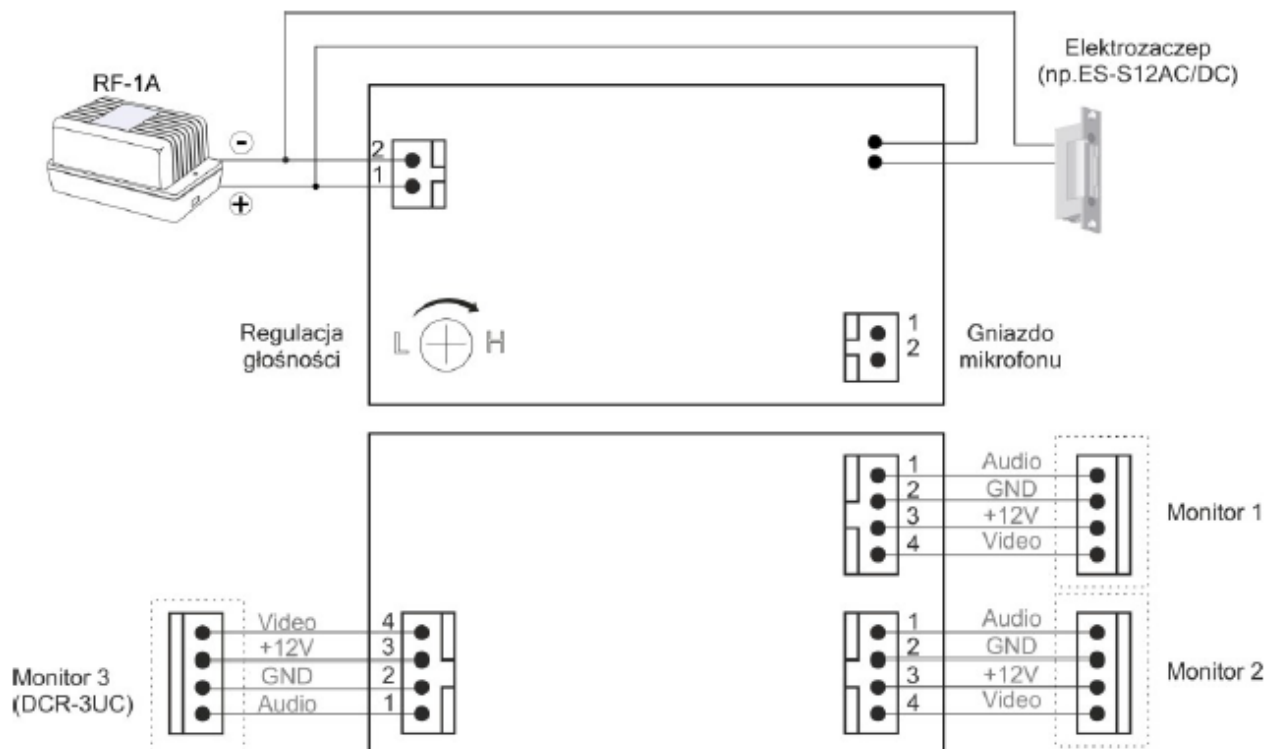 Elektrozaczep
(np.ES-S12AC/DC)
RF-1A
-
+
2
1
Regulacja
głośności
L
H
1
2
Gniazdo
mikrofonu
1 Audio
2 GND
3 +12V
4 Video
Monitor 1
Video 4
+12V 3
GND 2
Audio 1
Monitor 3
(DCR-3UC)
1 Audio
2 GND
3 +12V
4 Video
Monitor 2